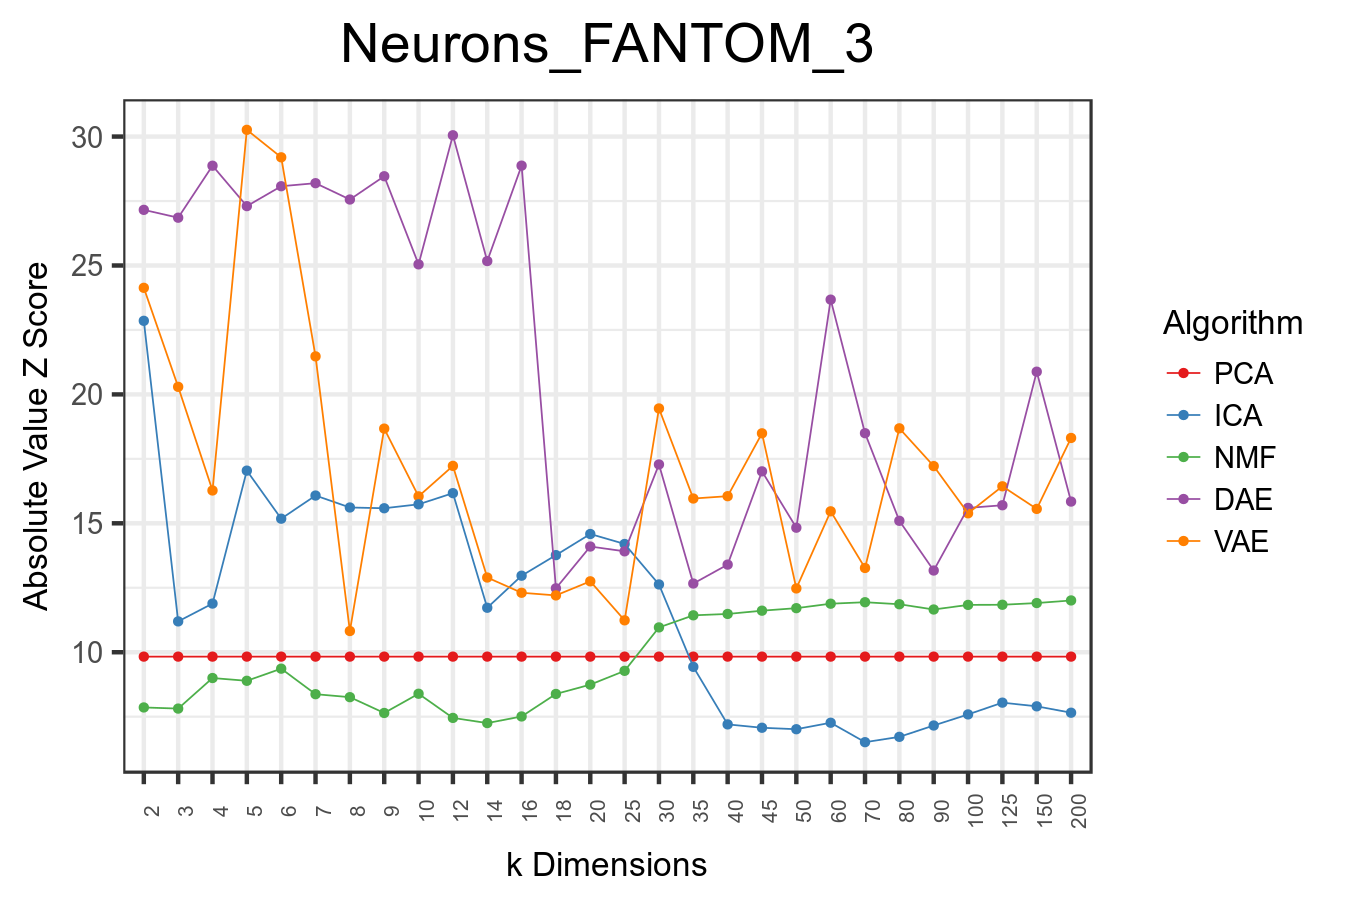 Neurons_FANTOM_3
Absolute Value Z Score
30
25
20
15
10
2 3 4 5 6 7 8 9 10 12 14 16 18 20 25 30 35 40 45 50 60 70 80 90 100 125 150 200
k Dimensions
Algorithm
PCA
ICA
NMF
DAE
VAE